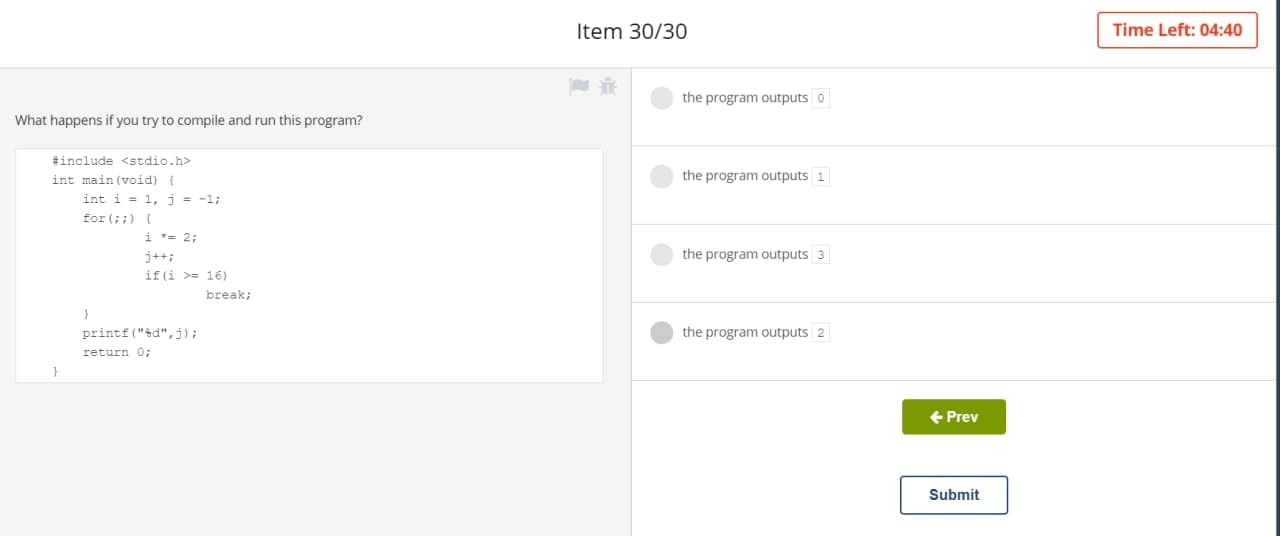 Item 30/30
Time Left: 04:40
What happens if you try to compile and run this program?
#include <stdio.h>
int main(void) {
    int i = 1, j = -1;
    for(;;) {
        i *= 2;
        j++;
        if(i >= 16)
            break;
    }
    printf("%d",j);
    return 0;
}
the program outputs 0
the program outputs 1
the program outputs 3
the program outputs 2
Prev
Submit